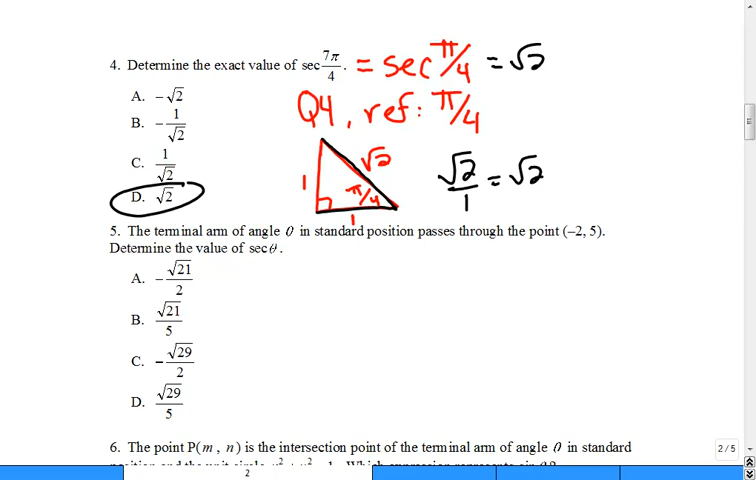 4. Determine the exact value of sec 7π/4. = sec π/4 = √2
A. −√2
Q4, ref: π/4
B. −1/√2
C. 1/√2
D. √2
1 √2 π/4 1
√2/1 = √2
5. The terminal arm of angle θ in standard position passes through the point (–2, 5).
Determine the value of sec θ.
A. −√21/2
B. √21/5
C. −√29/2
D. √29/5
6. The point P(m , n) is the intersection point of the terminal arm of angle θ in standard
2 / 5
2